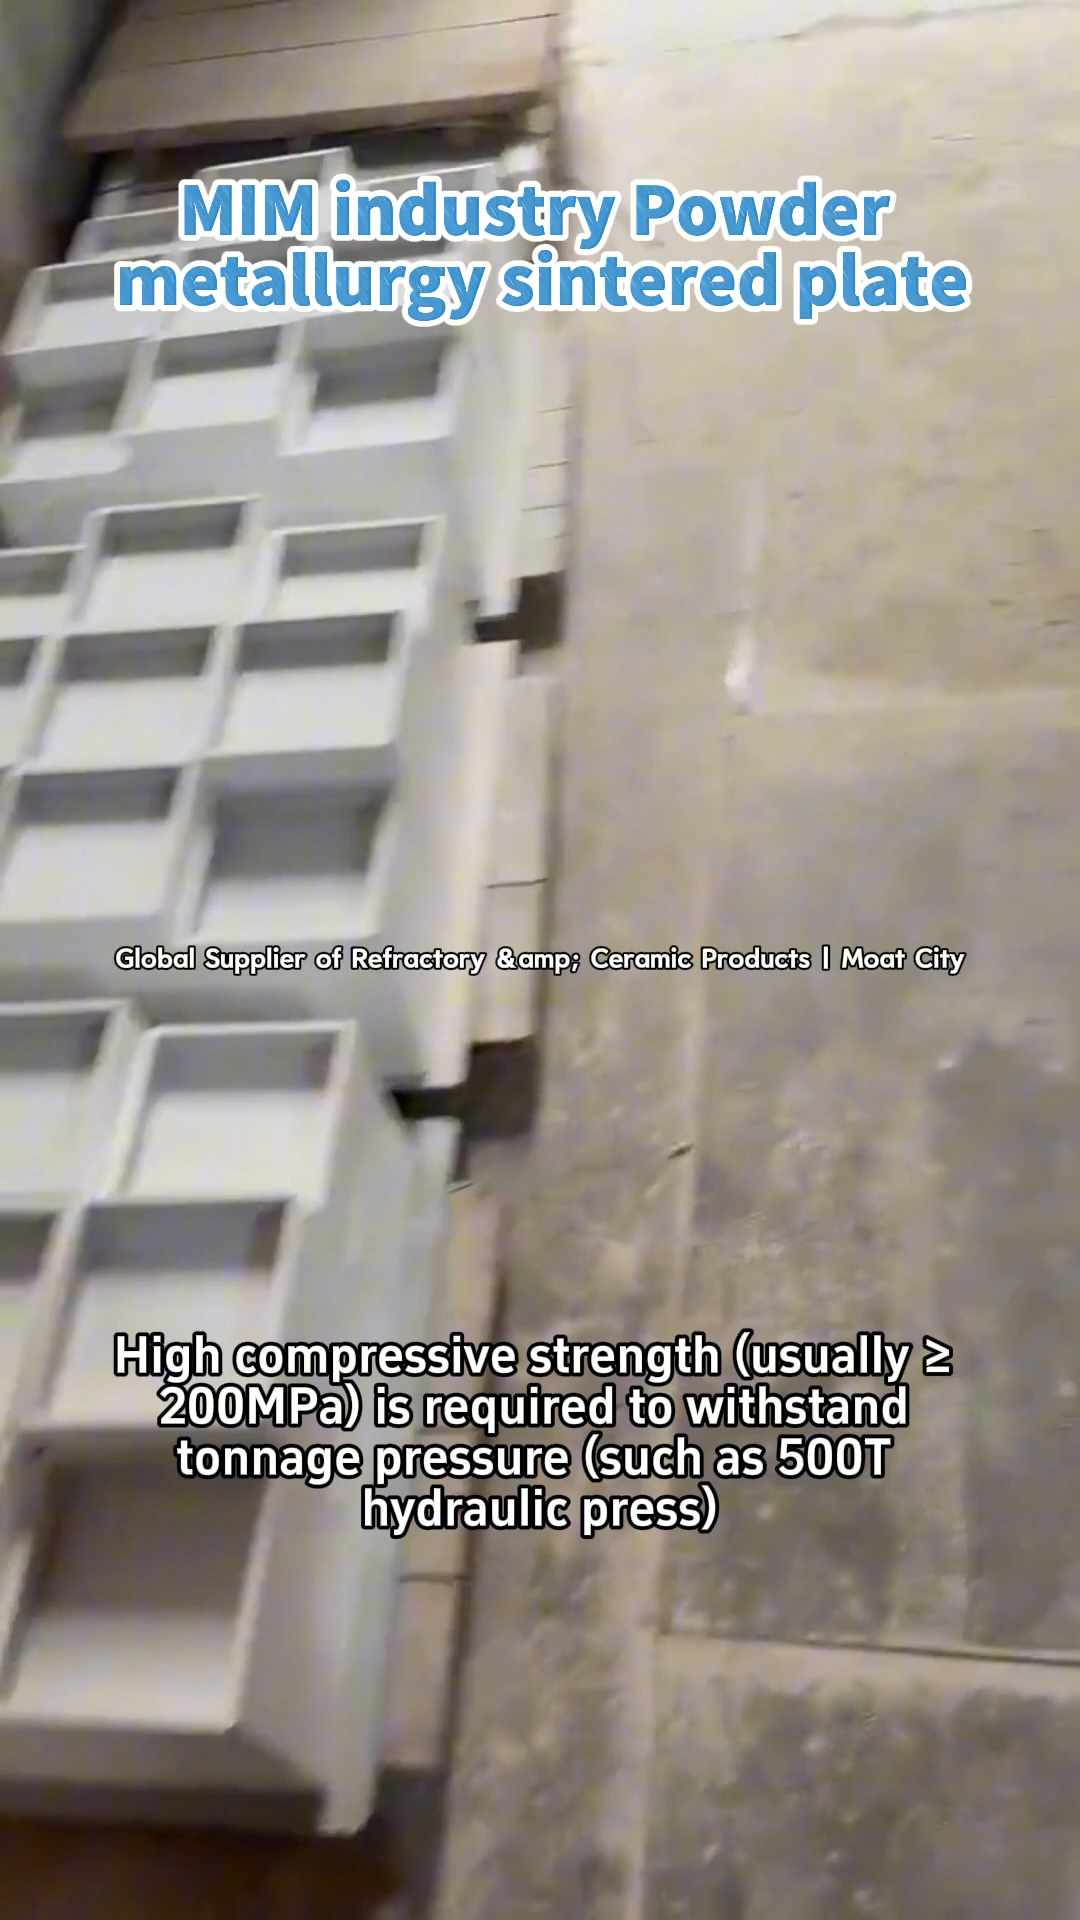 MIM industry Powder
metallurgy sintered plate
Global Supplier of Refractory &amp; Ceramic Products | Moat City
High compressive strength (usually ≥
200MPa) is required to withstand
tonnage pressure (such as 500T
hydraulic press)